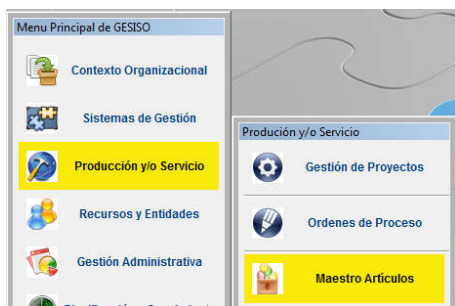 Menu Principal de GESISO
Contexto Organizacional
Sistemas de Gestión
Producción y/o Servicio
Recursos y Entidades
Gestión Administrativa
Produción y/o Servicio
Gestión de Proyectos
Ordenes de Proceso
Maestro Articulos